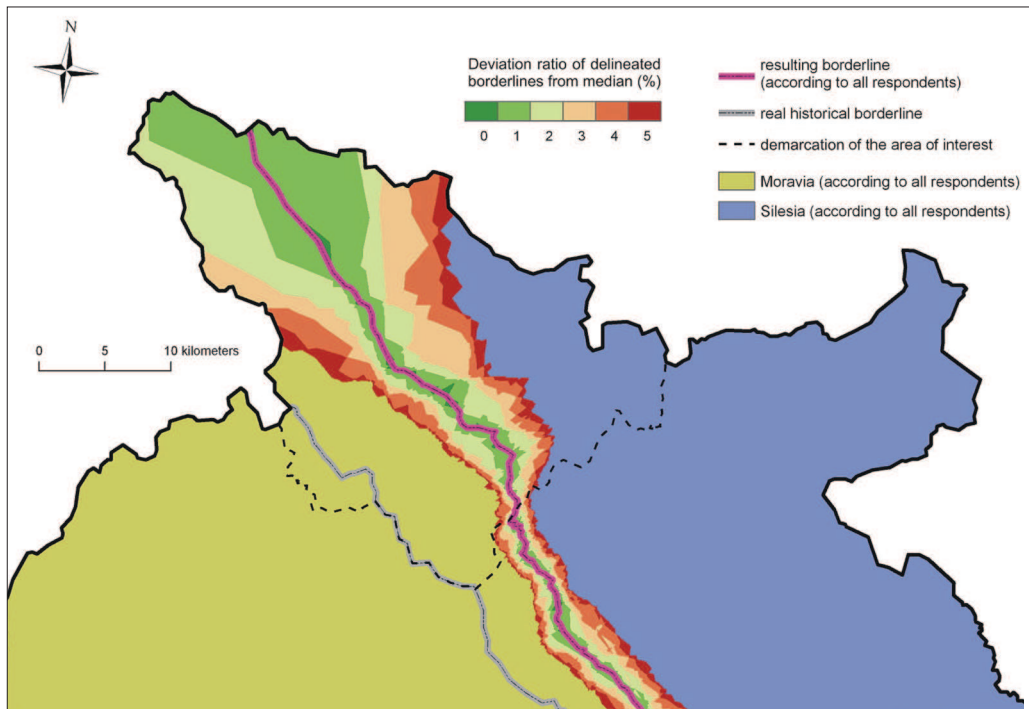 N
Deviation ratio of delineated
borderlines from median (%)
0 1 2 3 4 5
resulting borderline
(according to all respondents)
real historical borderline
demarcation of the area of interest
Moravia (according to all respondents)
Silesia (according to all respondents)
0 5 10 kilometers